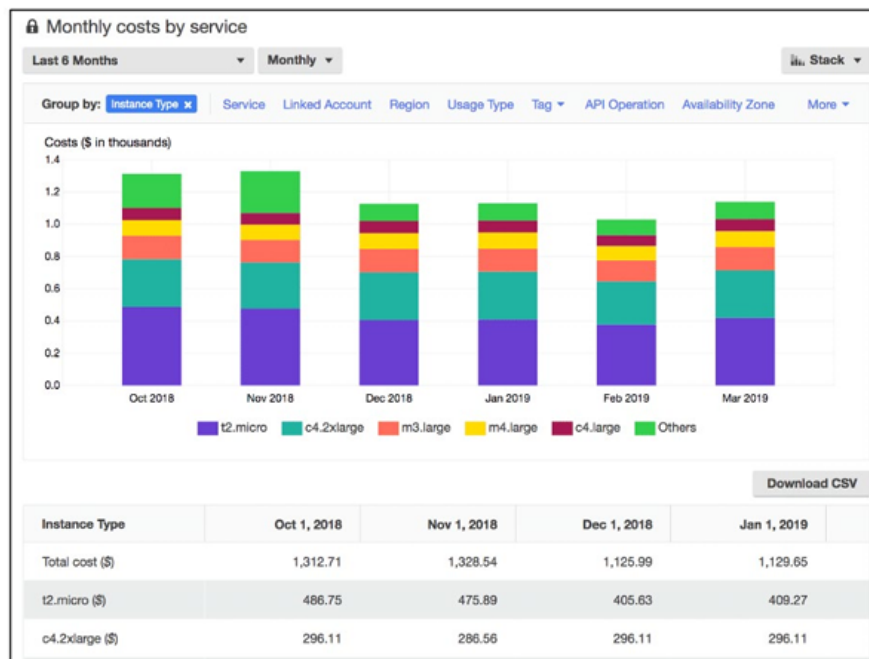 Monthly costs by service
Last 6 Months Monthly Stack
Group by: Instance Type × Service Linked Account Region Usage Type Tag API Operation Availability Zone More
Costs ($ in thousands)
1.4
1.2
1.0
0.8
0.6
0.4
0.2
0.0
Oct 2018 Nov 2018 Dec 2018 Jan 2019 Feb 2019 Mar 2019
t2.micro c4.2xlarge m3.large m4.large c4.large Others
Download CSV
Instance Type Oct 1, 2018 Nov 1, 2018 Dec 1, 2018 Jan 1, 2019
Total cost ($) 1,312.71 1,328.54 1,125.99 1,129.65
t2.micro ($) 486.75 475.89 405.63 409.27
c4.2xlarge ($) 296.11 286.56 296.11 296.11